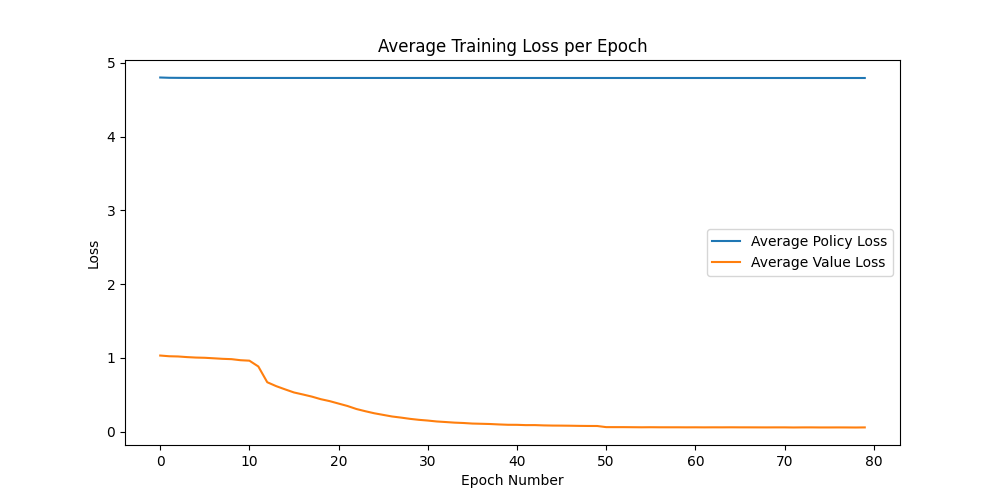 Average Training Loss per Epoch
5
4
3
2
1
0
Loss
Average Policy Loss
Average Value Loss
0 10 20 30 40 50 60 70 80
Epoch Number